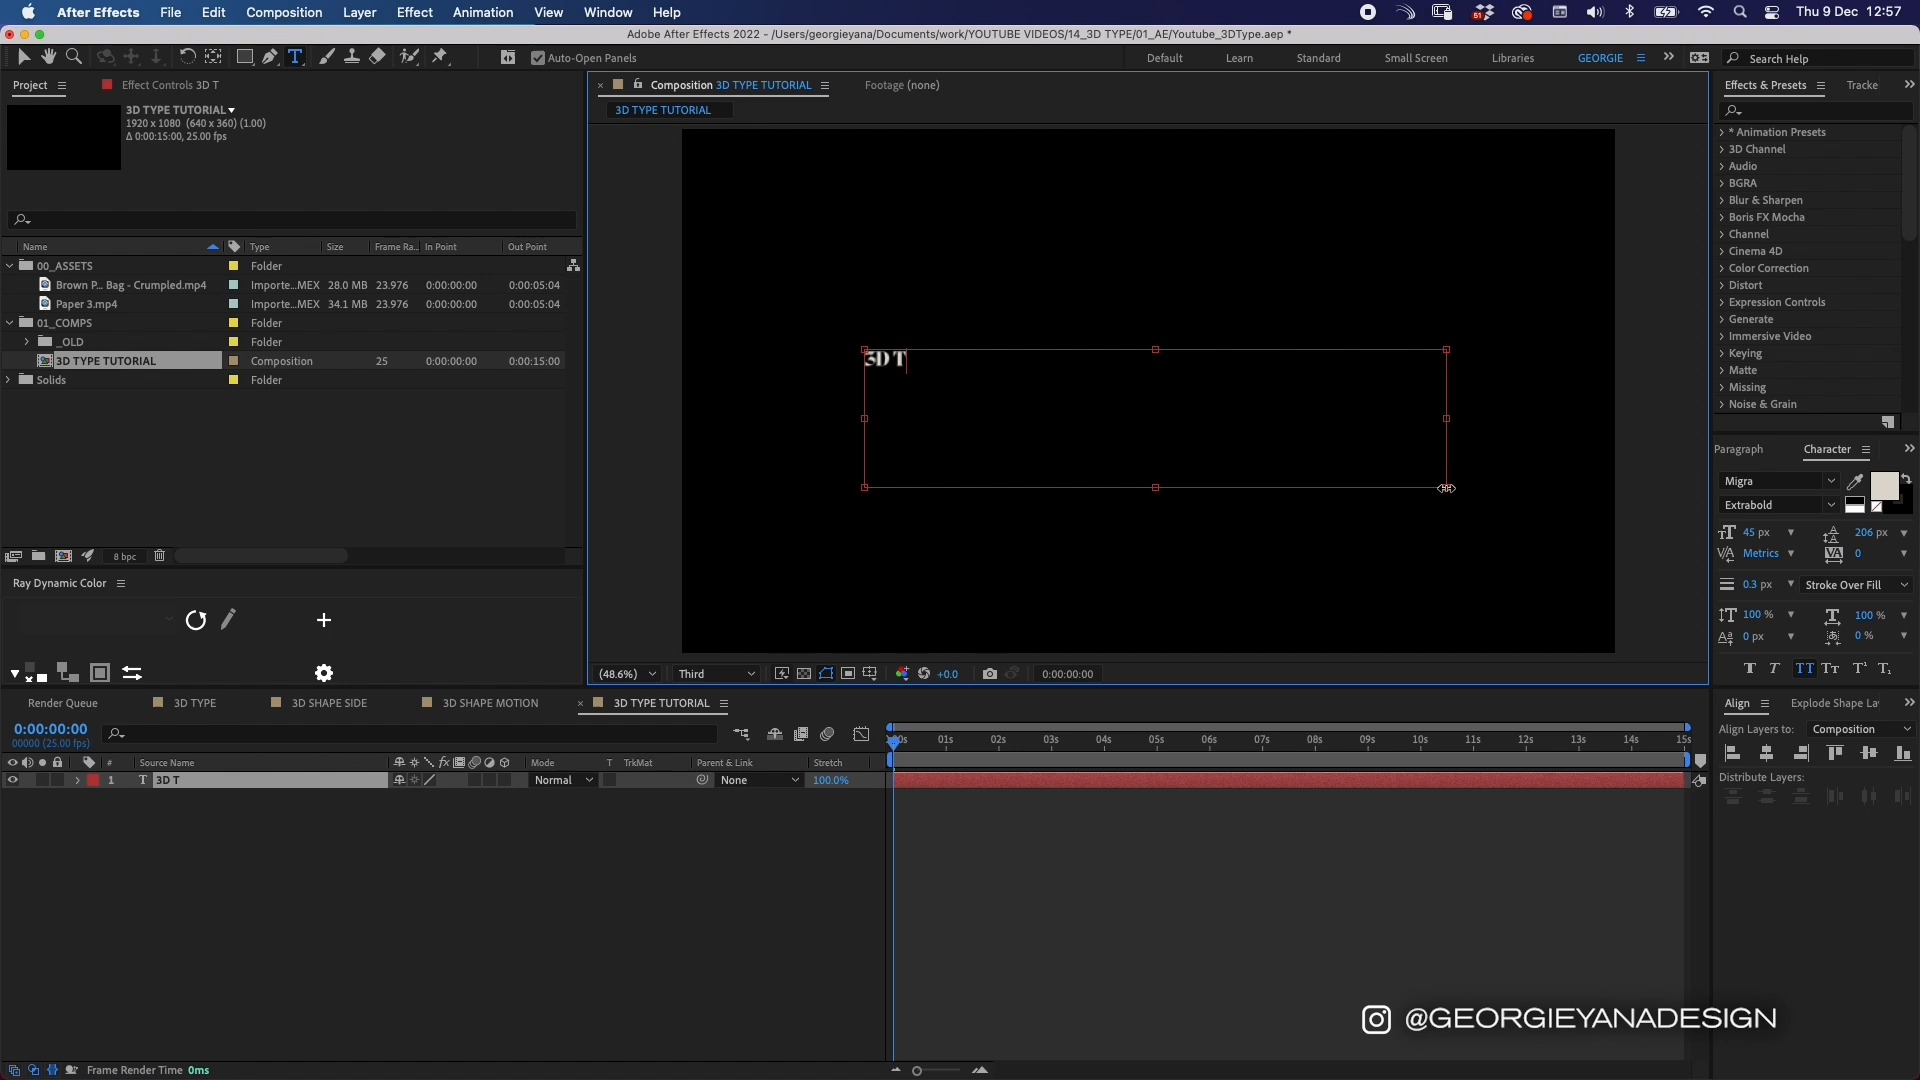 After Effects File Edit Composition Layer Effect Animation View Window Help
51
Thu 9 Dec 12:57
Adobe After Effects 2022 - /Users/georgieyana/Documents/work/YOUTUBE VIDEOS/14_3D TYPE/01_AE/Youtube_3DType.aep *
Auto-Open Panels
Default Learn Standard Small Screen Libraries GEORGIE Search Help
Project Effect Controls 3D T
3D TYPE TUTORIAL
1920 x 1080 (640 x 360) (1.00)
Δ 0:00:15:00, 25.00 fps
Name Type Size Frame Ra... In Point Out Point
00_ASSETS Folder
Brown P... Bag - Crumpled.mp4 Importe...MEX 28.0 MB 23.976 0:00:00:00 0:00:05:04
Paper 3.mp4 Importe...MEX 34.1 MB 23.976 0:00:00:00 0:00:05:04
01_COMPS Folder
_OLD Folder
3D TYPE TUTORIAL Composition 25 0:00:00:00 0:00:15:00
Solids Folder
8 bpc
Ray Dynamic Color
Composition 3D TYPE TUTORIAL Footage (none)
3D TYPE TUTORIAL
3D T
(48.6%) Third +0.0 0:00:00:00
Effects & Presets Tracke
* Animation Presets
3D Channel
Audio
BGRA
Blur & Sharpen
Boris FX Mocha
Channel
Cinema 4D
Color Correction
Distort
Expression Controls
Generate
Immersive Video
Keying
Matte
Missing
Noise & Grain
Paragraph Character
Migra
Extrabold
45 px 206 px
Metrics 0
0.3 px Stroke Over Fill
100 % 100 %
0 px 0 %
Render Queue 3D TYPE 3D SHAPE SIDE 3D SHAPE MOTION 3D TYPE TUTORIAL
0:00:00:00
00000 (25.00 fps)
# Source Name Mode T TrkMat Parent & Link Stretch
1 T 3D T Normal None 100.0%
01s 02s 03s 04s 05s 06s 07s 08s 09s 10s 11s 12s 13s 14s 15s
Align Explode Shape La
Align Layers to: Composition
Distribute Layers:
@GEORGIEYANADESIGN
Frame Render Time 0ms